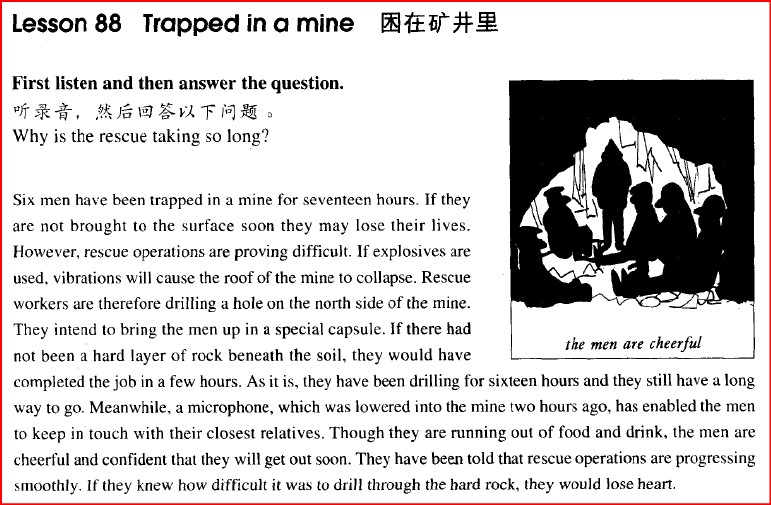 Lesson 88 Trapped in a mine 困在矿井里
First listen and then answer the question.
听录音，然后回答以下问题。
Why is the rescue taking so long?
Six men have been trapped in a mine for seventeen hours. If they
are not brought to the surface soon they may lose their lives.
However, rescue operations are proving difficult. If explosives are
used, vibrations will cause the roof of the mine to collapse. Rescue
workers are therefore drilling a hole on the north side of the mine.
They intend to bring the men up in a special capsule. If there had
not been a hard layer of rock beneath the soil, they would have
completed the job in a few hours. As it is, they have been drilling for sixteen hours and they still have a long
way to go. Meanwhile, a microphone, which was lowered into the mine two hours ago, has enabled the men
to keep in touch with their closest relatives. Though they are running out of food and drink, the men are
cheerful and confident that they will get out soon. They have been told that rescue operations are progressing
smoothly. If they knew how difficult it was to drill through the hard rock, they would lose heart.
the men are cheerful